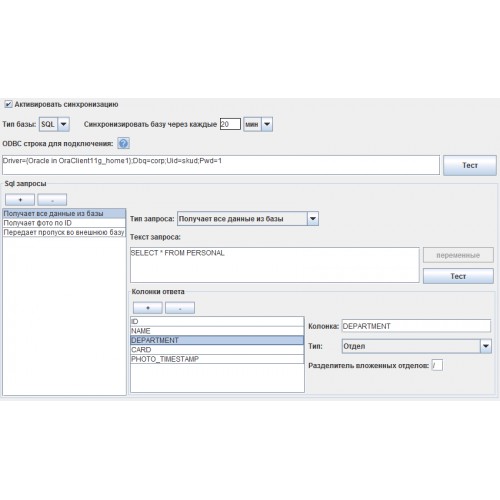 Активировать синхронизацию
Тип базы: SQL Синхронизировать базу через каждые 20 мин
ODBC строка для подключения: ?
Driver={Oracle in OraClient11g_home1};Dbq=corp;Uid=skud;Pwd=1 Тест
Sql запросы
+ -
Получает все данные из базы
Получает фото по ID
Передает пропуск во внешнюю базу
Тип запроса: Получает все данные из базы
Текст запроса:
SELECT * FROM PERSONAL
переменные
Тест
Колонки ответа
+ -
ID
NAME
DEPARTMENT
CARD
PHOTO_TIMESTAMP
Колонка: DEPARTMENT
Тип: Отдел
Разделитель вложенных отделов: /